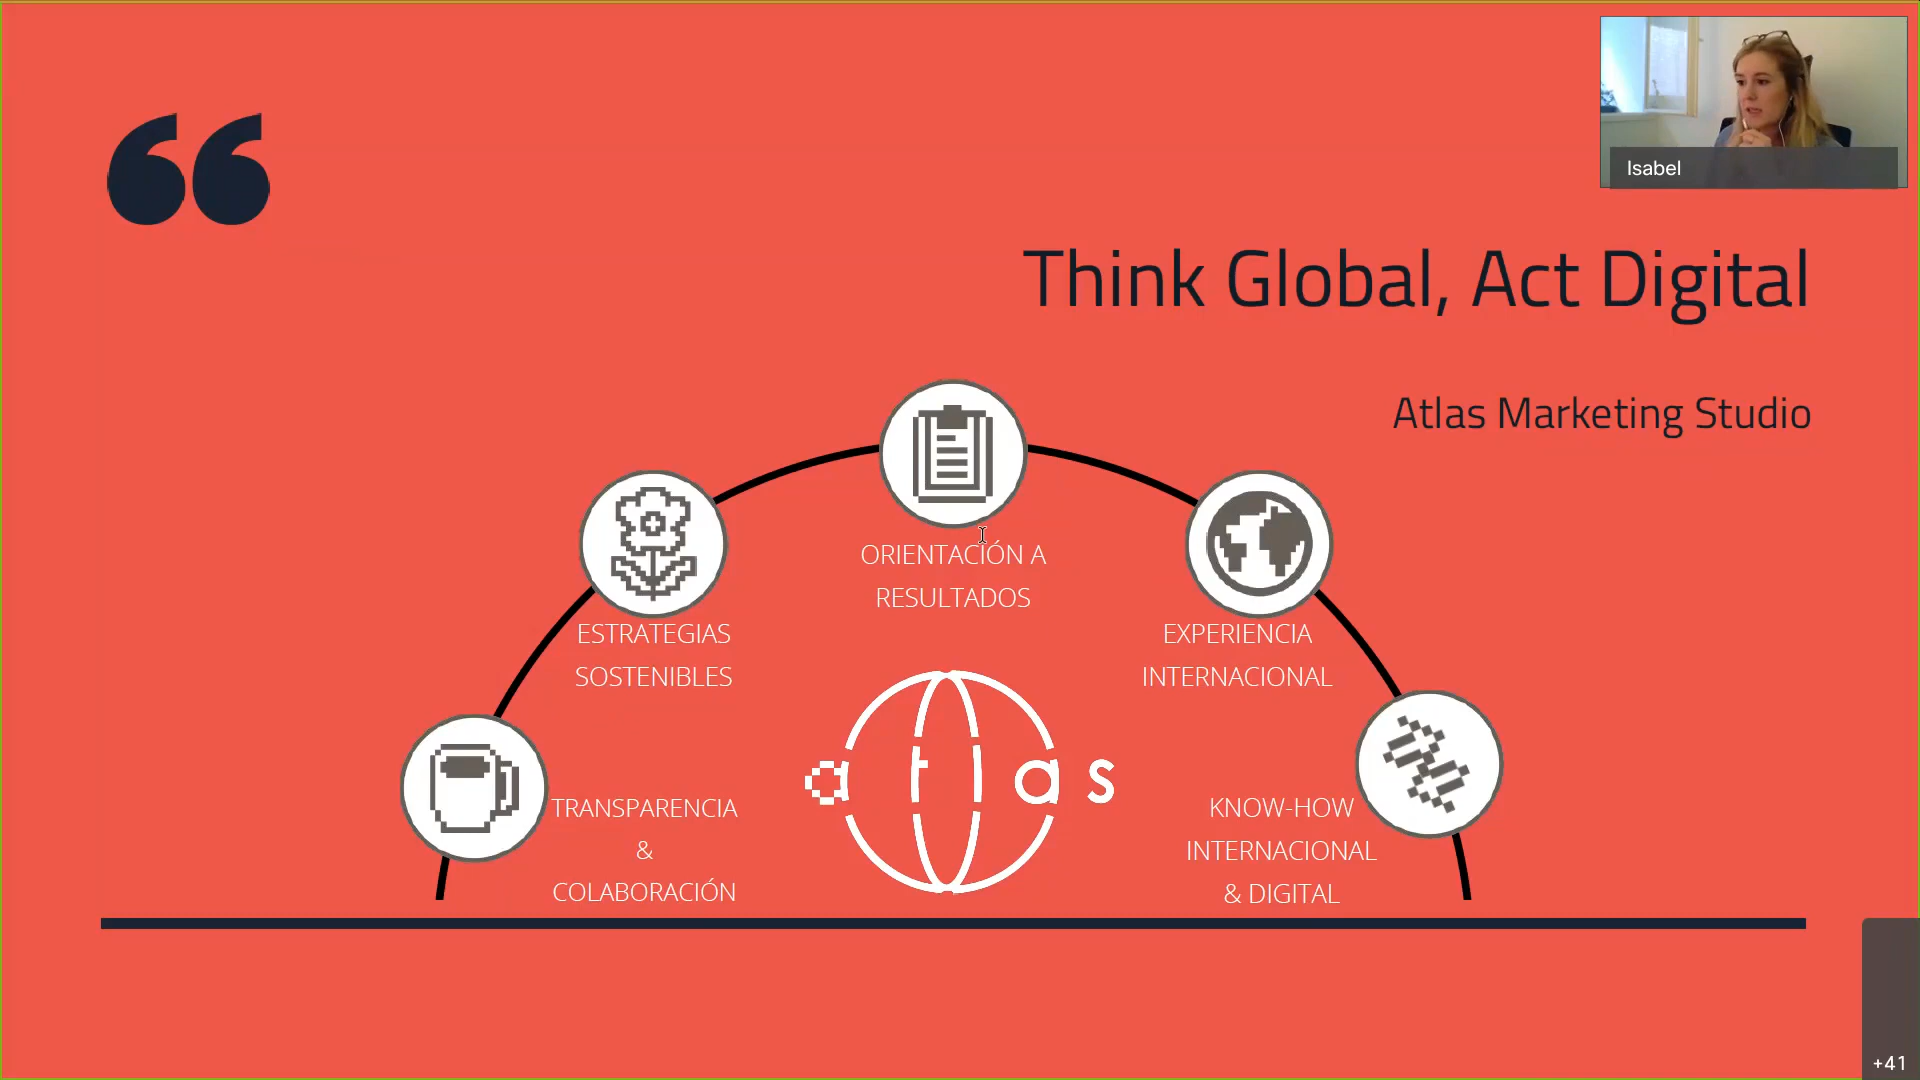 Isabel
Think Global, Act Digital
Atlas Marketing Studio
ORIENTACIÓN A
RESULTADOS
ESTRATEGIAS
SOSTENIBLES
EXPERIENCIA
INTERNACIONAL
TRANSPARENCIA
&
COLABORACIÓN
atlas
KNOW-HOW
INTERNACIONAL
& DIGITAL
+41